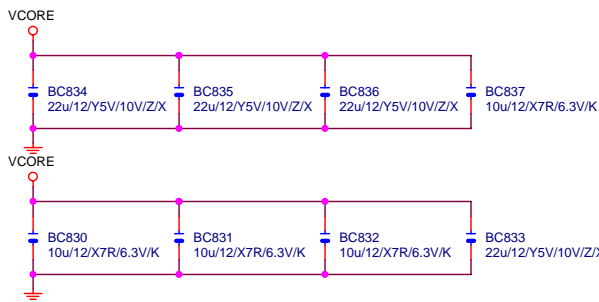 VCORE
BC834
22u/12/Y5V/10V/Z/X
BC835
22u/12/Y5V/10V/Z/X
BC836
22u/12/Y5V/10V/Z/X
BC837
10u/12/X7R/6.3V/K
VCORE
BC830
10u/12/X7R/6.3V/K
BC831
10u/12/X7R/6.3V/K
BC832
10u/12/X7R/6.3V/K
BC833
22u/12/Y5V/10V/Z/X